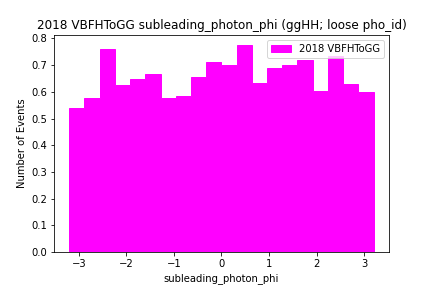 2018 VBFHToGG subleading_photon_phi (ggHH; loose pho_id)
2018 VBFHToGG
Number of Events
0.8
0.7
0.6
0.5
0.4
0.3
0.2
0.1
0.0
−3 −2 −1 0 1 2 3
subleading_photon_phi